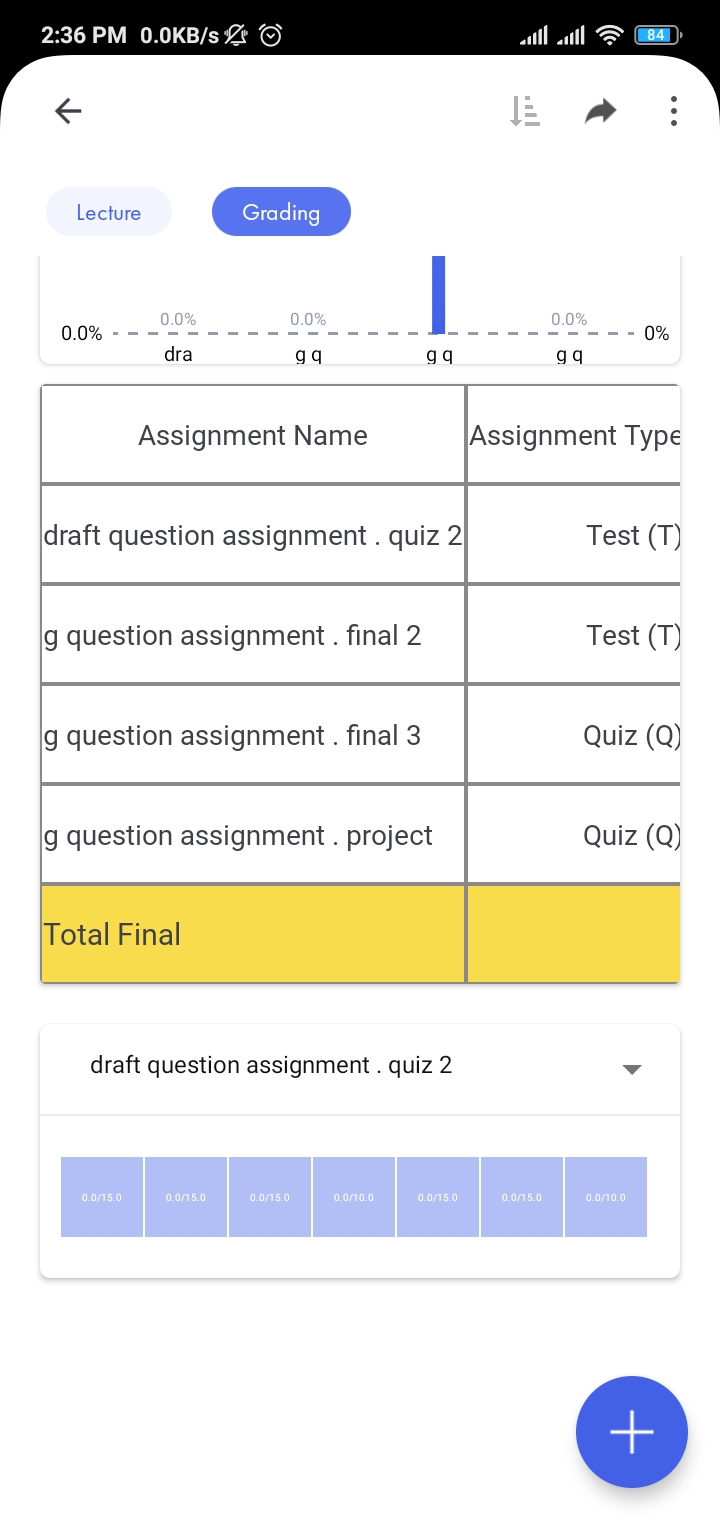 2:36 PM 0.0KB/s 84
Lecture Grading
0.0% 0.0% 0.0%
0.0% 0%
dra g q g q g q
Assignment Name Assignment Type
draft question assignment . quiz 2 Test (T)
g question assignment . final 2 Test (T)
g question assignment . final 3 Quiz (Q)
g question assignment . project Quiz (Q)
Total Final
draft question assignment . quiz 2
0.0/15.0 0.0/15.0 0.0/15.0 0.0/10.0 0.0/15.0 0.0/15.0 0.0/10.0